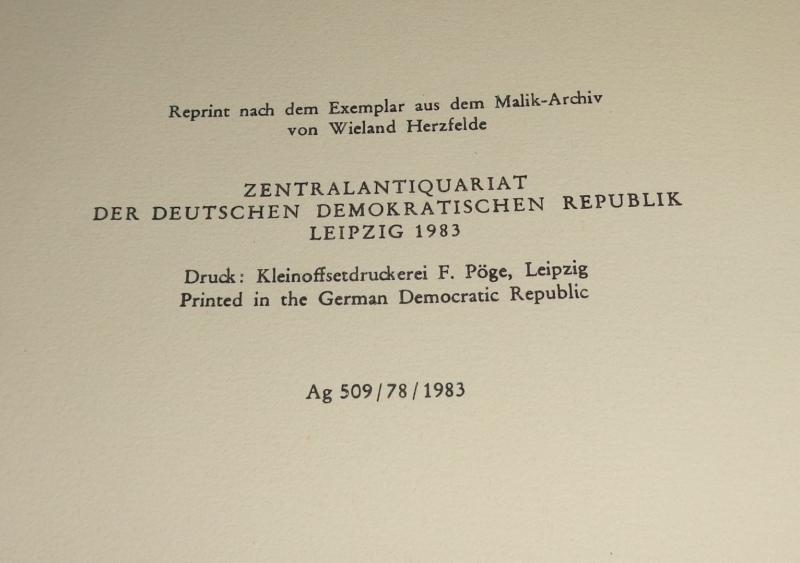 Reprint nach dem Exemplar aus dem Malik-Archiv
von Wieland Herzfelde
ZENTRALANTIQUARIAT
DER DEUTSCHEN DEMOKRATISCHEN REPUBLIK
LEIPZIG 1983
Druck: Kleinoffsetdruckerei F. Pöge, Leipzig
Printed in the German Democratic Republic
Ag 509/78/1983